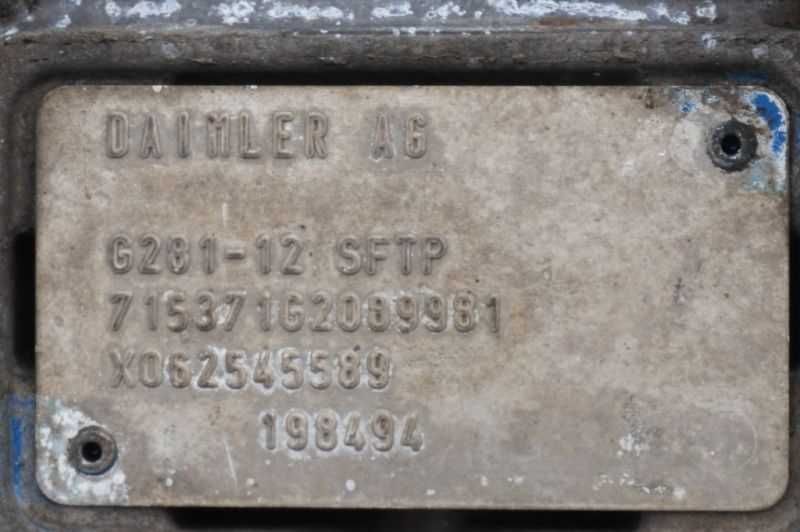 DAIMLER AG
G281-12 SFTP
715371G2089981
X062545589
198494